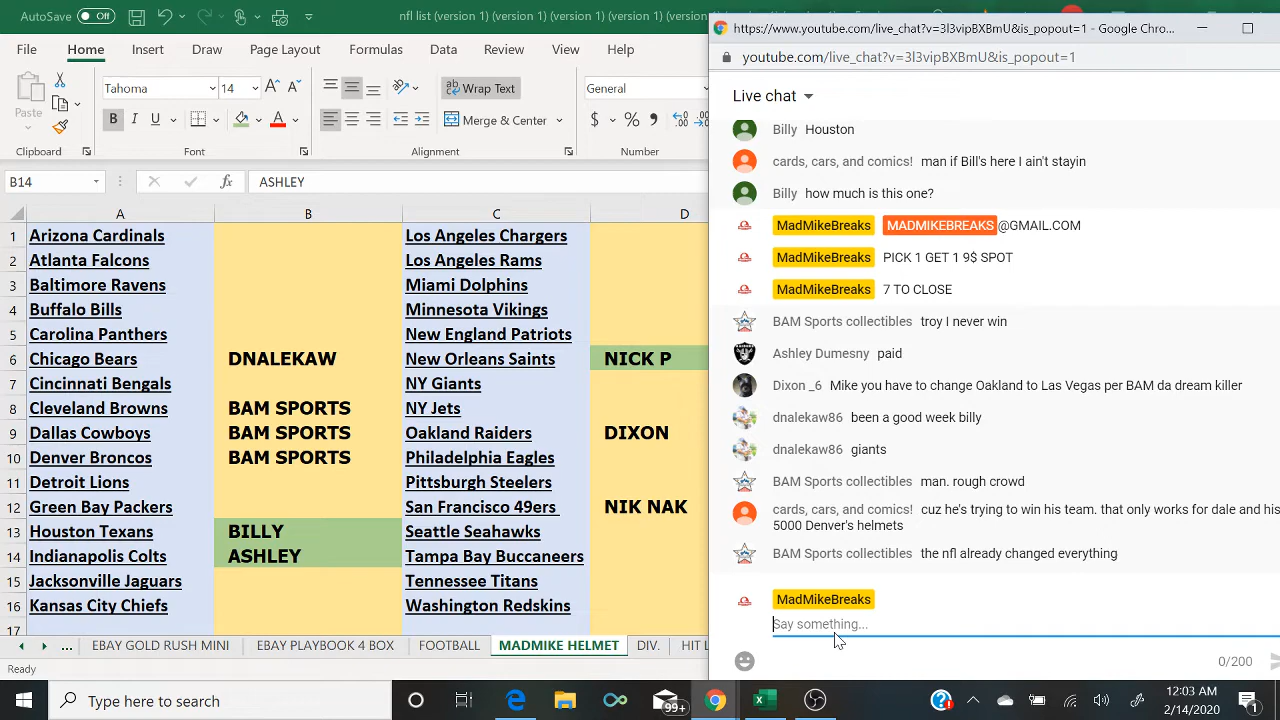 AutoSave Off
nfl list (version 1) (version 1)
https://www.youtube.com/live_chat?v=3l3vipBXBmU&is_popout=1 - Google Chro...
youtube.com/live_chat?v=3l3vipBXBmU&is_popout=1
File Home Insert Draw Page Layout Formulas Data Review View Help
Paste
Tahoma 14
B I U
Wrap Text
Merge & Center
General
$ % ,
Clipboard Font Alignment Number
B14 fx ASHLEY
A B C D
1 Arizona Cardinals Los Angeles Chargers
2 Atlanta Falcons Los Angeles Rams
3 Baltimore Ravens Miami Dolphins
4 Buffalo Bills Minnesota Vikings
5 Carolina Panthers New England Patriots
6 Chicago Bears DNALEKAW New Orleans Saints NICK P
7 Cincinnati Bengals NY Giants
8 Cleveland Browns BAM SPORTS NY Jets
9 Dallas Cowboys BAM SPORTS Oakland Raiders DIXON
10 Denver Broncos BAM SPORTS Philadelphia Eagles
11 Detroit Lions Pittsburgh Steelers
12 Green Bay Packers San Francisco 49ers NIK NAK
13 Houston Texans BILLY Seattle Seahawks
14 Indianapolis Colts ASHLEY Tampa Bay Buccaneers
15 Jacksonville Jaguars Tennessee Titans
16 Kansas City Chiefs Washington Redskins
17
... EBAY GOLD RUSH MINI EBAY PLAYBOOK 4 BOX FOOTBALL MADMIKE HELMET DIV. HIT L
Ready
Live chat
Billy Houston
cards, cars, and comics! man if Bill's here I ain't stayin
Billy how much is this one?
MadMikeBreaks MADMIKEBREAKS@GMAIL.COM
MadMikeBreaks PICK 1 GET 1 9$ SPOT
MadMikeBreaks 7 TO CLOSE
BAM Sports collectibles troy I never win
Ashley Dumesny paid
Dixon _6 Mike you have to change Oakland to Las Vegas per BAM da dream killer
dnalekaw86 been a good week billy
dnalekaw86 giants
BAM Sports collectibles man. rough crowd
cards, cars, and comics! cuz he's trying to win his team. that only works for dale and his
5000 Denver's helmets
BAM Sports collectibles the nfl already changed everything
MadMikeBreaks
Say something...
0/200
Type here to search
99+
12:03 AM
2/14/2020
1